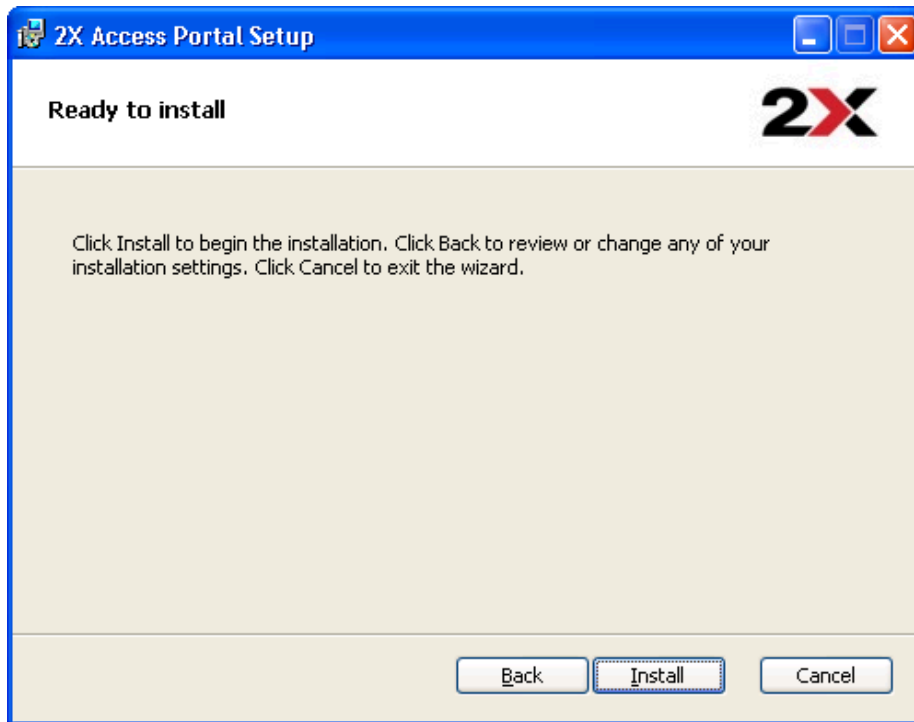 2X Access Portal Setup
Ready to install
2X
Click Install to begin the installation. Click Back to review or change any of your
installation settings. Click Cancel to exit the wizard.
Back
Install
Cancel